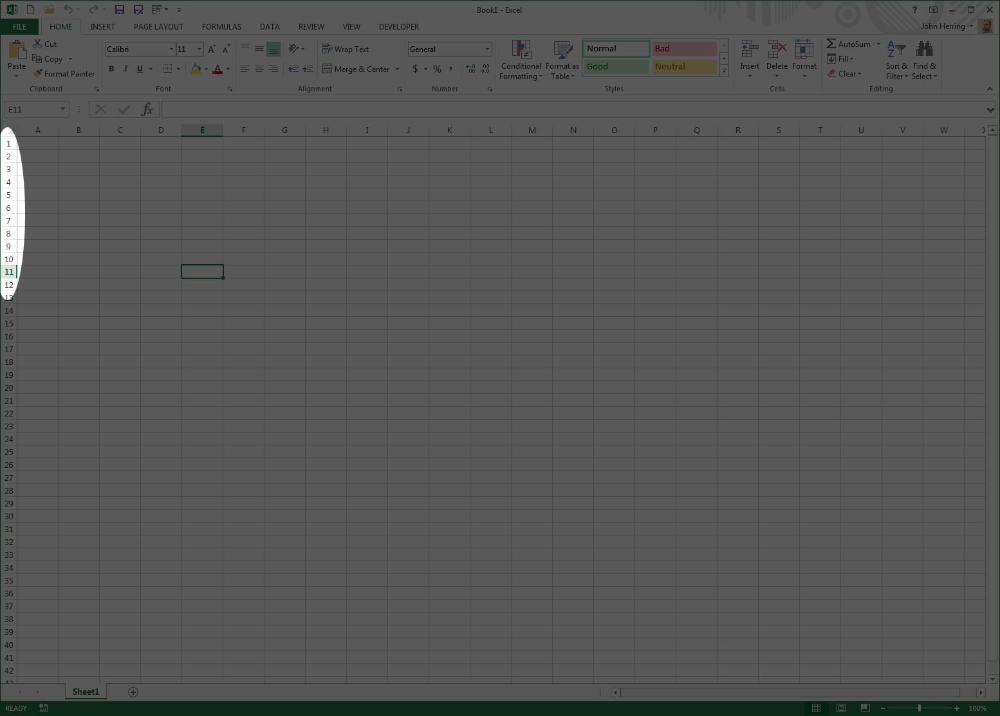 Book1 - Excel
?
FILE HOME INSERT PAGE LAYOUT FORMULAS DATA REVIEW VIEW DEVELOPER John Herring
Paste
Cut
Copy
Format Painter
Clipboard
Calibri 11 A A
B I U A
Font
Wrap Text
Merge & Center
Alignment
General
$ % ,
Number
Conditional
Formatting
Format as
Table
Normal Bad
Good Neutral
Styles
Insert Delete Format
Cells
AutoSum
Fill
Clear
Sort &
Filter
Find &
Select
Editing
E11 fx
A B C D E F G H I J K L M N O P Q R S T U V W X
1
2
3
4
5
6
7
8
9
10
11
12
13
14
15
16
17
18
19
20
21
22
23
24
25
26
27
28
29
30
31
32
33
34
35
36
37
38
39
40
41
42
43
Sheet1
READY 100%